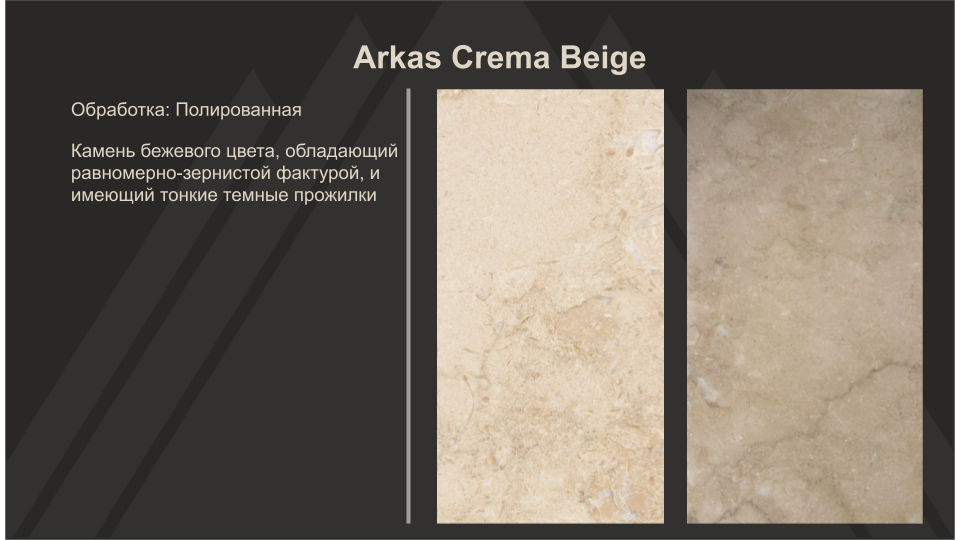 Arkas Crema Beige
Обработка: Полированная
Камень бежевого цвета, обладающий
равномерно-зернистой фактурой, и
имеющий тонкие темные прожилки